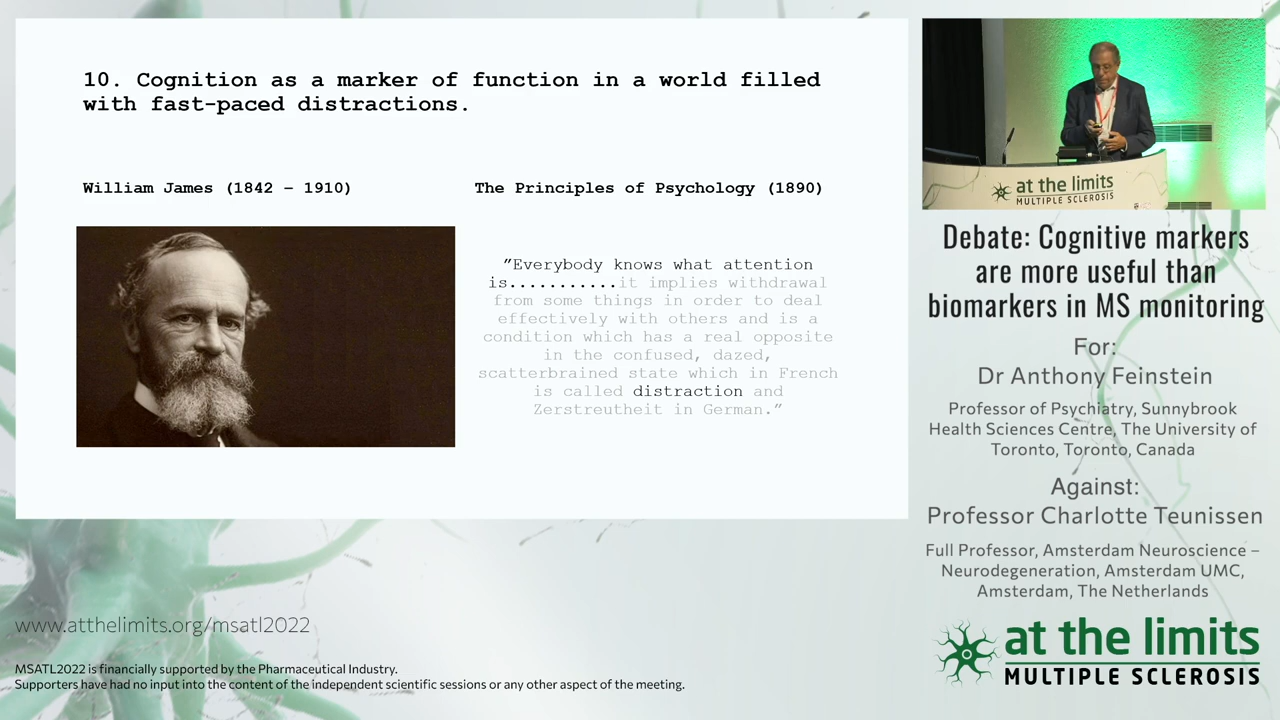 10. Cognition as a marker of function in a world filled
with fast-paced distractions.
William James (1842 – 1910)
The Principles of Psychology (1890)
”Everybody knows what attention
is...........it implies withdrawal
from some things in order to deal
effectively with others and is a
condition which has a real opposite
in the confused, dazed,
scatterbrained state which in French
is called distraction and
Zerstreutheit in German.”
at the limits
MULTIPLE SCLEROSIS
Debate: Cognitive markers
are more useful than
biomarkers in MS monitoring
For:
Dr Anthony Feinstein
Professor of Psychiatry, Sunnybrook
Health Sciences Centre, The University of
Toronto, Toronto, Canada
Against:
Professor Charlotte Teunissen
Full Professor, Amsterdam Neuroscience –
Neurodegeneration, Amsterdam UMC,
Amsterdam, The Netherlands
at the limits
MULTIPLE SCLEROSIS
www.atthelimits.org/msatl2022
MSATL2022 is financially supported by the Pharmaceutical Industry.
Supporters have had no input into the content of the independent scientific sessions or any other aspect of the meeting.